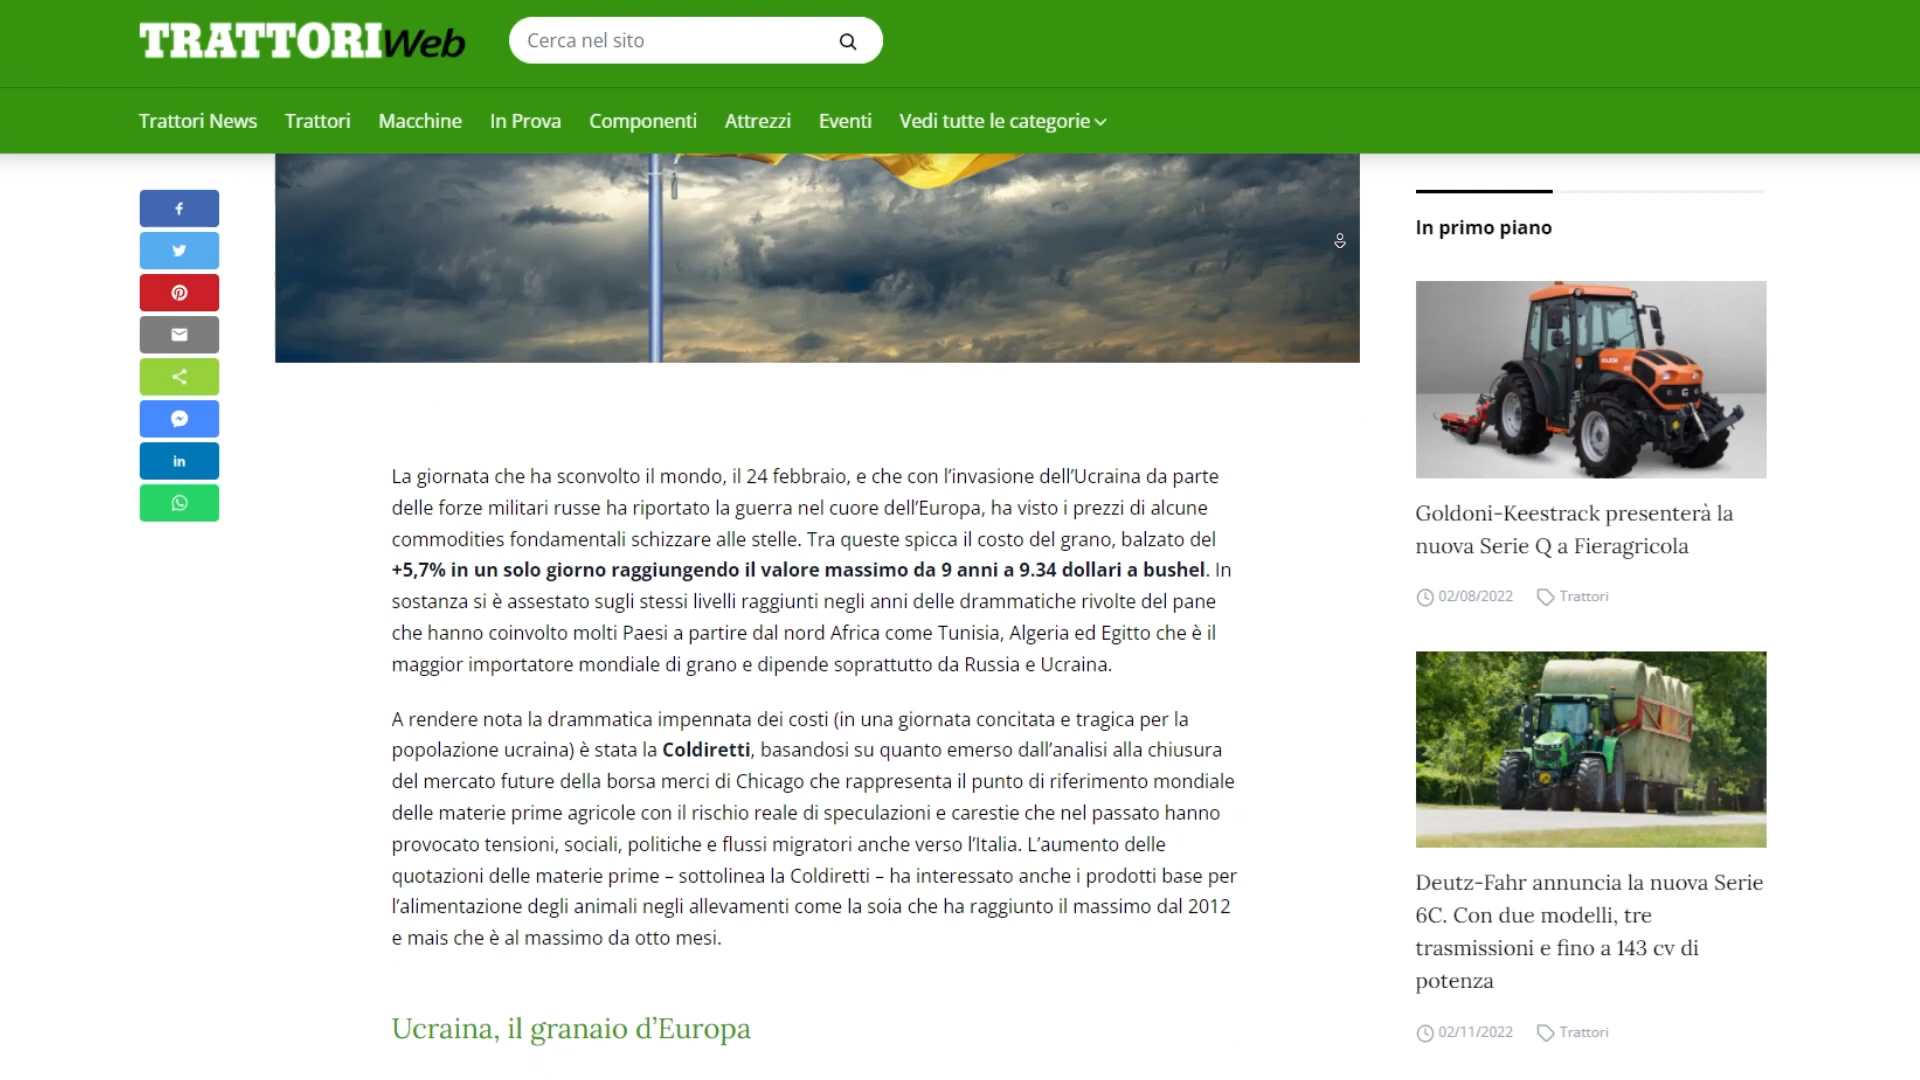 TRATTORIWeb
Cerca nel sito
Trattori News Trattori Macchine In Prova Componenti Attrezzi Eventi Vedi tutte le categorie
La giornata che ha sconvolto il mondo, il 24 febbraio, e che con l’invasione dell’Ucraina da parte
delle forze militari russe ha riportato la guerra nel cuore dell’Europa, ha visto i prezzi di alcune
commodities fondamentali schizzare alle stelle. Tra queste spicca il costo del grano, balzato del
+5,7% in un solo giorno raggiungendo il valore massimo da 9 anni a 9.34 dollari a bushel. In
sostanza si è assestato sugli stessi livelli raggiunti negli anni delle drammatiche rivolte del pane
che hanno coinvolto molti Paesi a partire dal nord Africa come Tunisia, Algeria ed Egitto che è il
maggior importatore mondiale di grano e dipende soprattutto da Russia e Ucraina.
A rendere nota la drammatica impennata dei costi (in una giornata concitata e tragica per la
popolazione ucraina) è stata la Coldiretti, basandosi su quanto emerso dall’analisi alla chiusura
del mercato future della borsa merci di Chicago che rappresenta il punto di riferimento mondiale
delle materie prime agricole con il rischio reale di speculazioni e carestie che nel passato hanno
provocato tensioni, sociali, politiche e flussi migratori anche verso l’Italia. L’aumento delle
quotazioni delle materie prime – sottolinea la Coldiretti – ha interessato anche i prodotti base per
l’alimentazione degli animali negli allevamenti come la soia che ha raggiunto il massimo dal 2012
e mais che è al massimo da otto mesi.
Ucraina, il granaio d’Europa
In primo piano
Goldoni-Keestrack presenterà la
nuova Serie Q a Fieragricola
02/08/2022 Trattori
Deutz-Fahr annuncia la nuova Serie
6C. Con due modelli, tre
trasmissioni e fino a 143 cv di
potenza
02/11/2022 Trattori